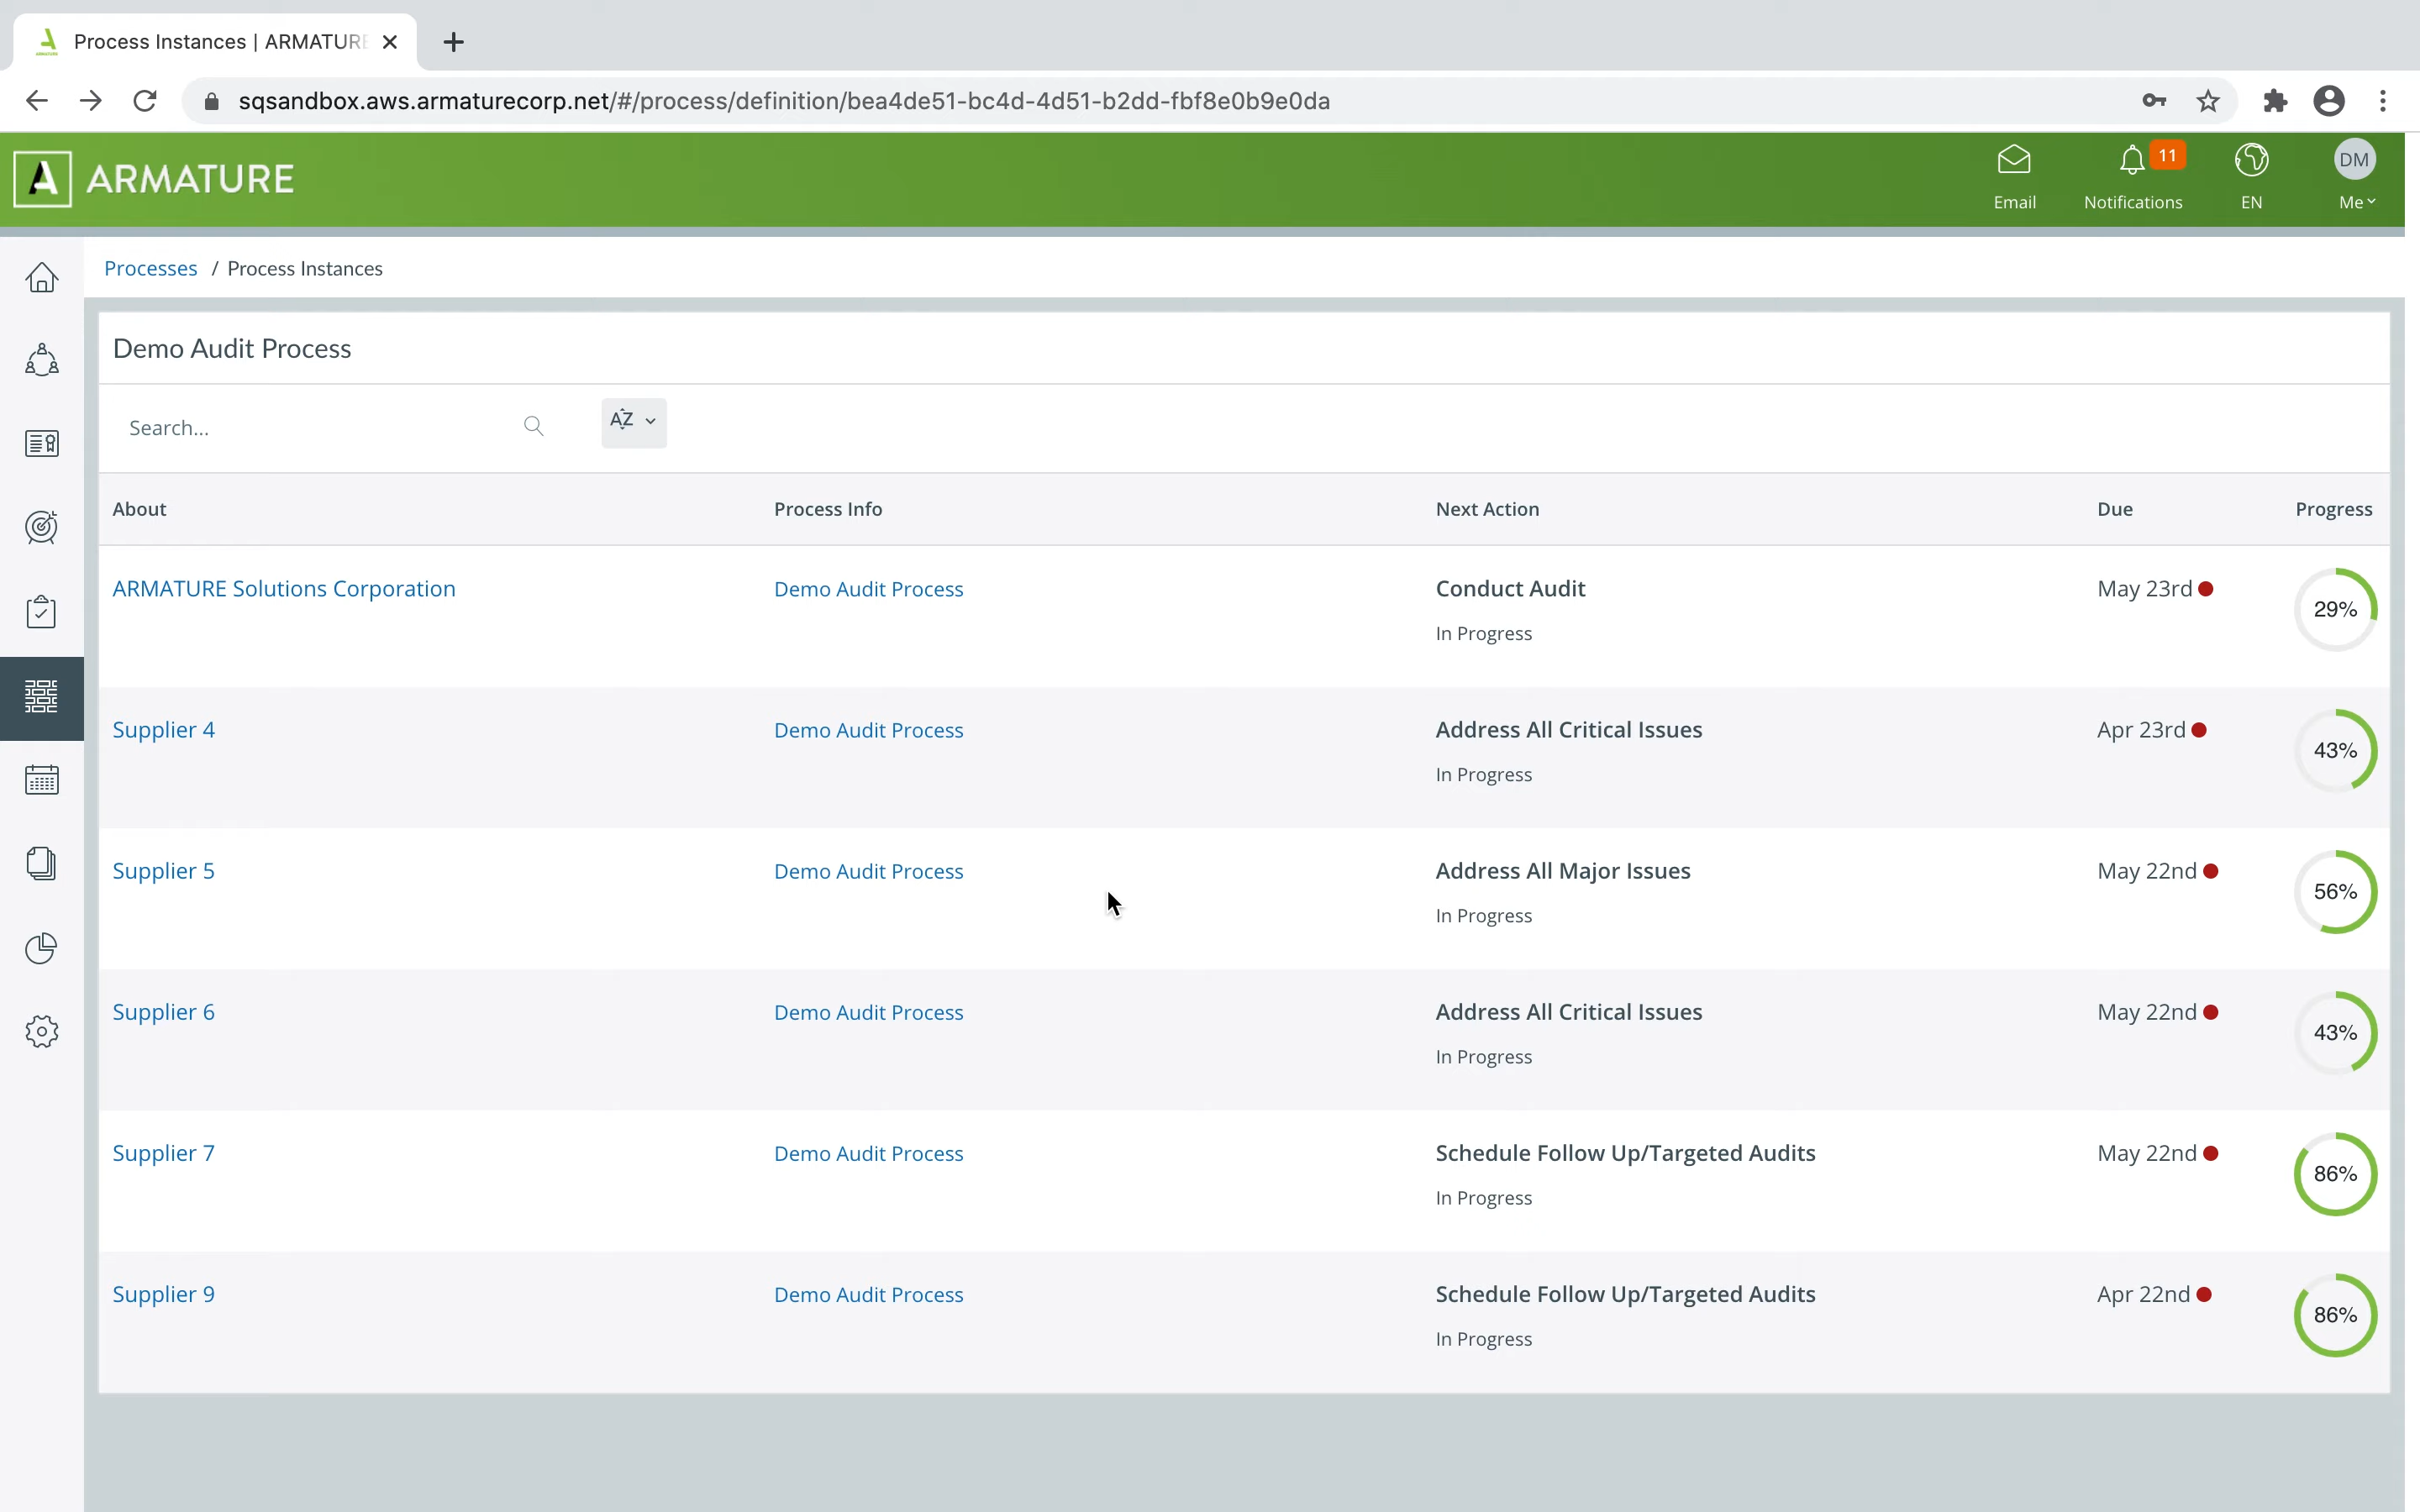 Process Instances | ARMATURE
sqsandbox.aws.armaturecorp.net/#/process/definition/bea4de51-bc4d-4d51-b2dd-fbf8e0b9e0da
A ARMATURE
11
DM
Email
Notifications
EN
Me
Processes / Process Instances
Demo Audit Process
Search...
AZ
About
Process Info
Next Action
Due
Progress
ARMATURE Solutions Corporation
Demo Audit Process
Conduct Audit
In Progress
May 23rd
29%
Supplier 4
Demo Audit Process
Address All Critical Issues
In Progress
Apr 23rd
43%
Supplier 5
Demo Audit Process
Address All Major Issues
In Progress
May 22nd
56%
Supplier 6
Demo Audit Process
Address All Critical Issues
In Progress
May 22nd
43%
Supplier 7
Demo Audit Process
Schedule Follow Up/Targeted Audits
In Progress
May 22nd
86%
Supplier 9
Demo Audit Process
Schedule Follow Up/Targeted Audits
In Progress
Apr 22nd
86%